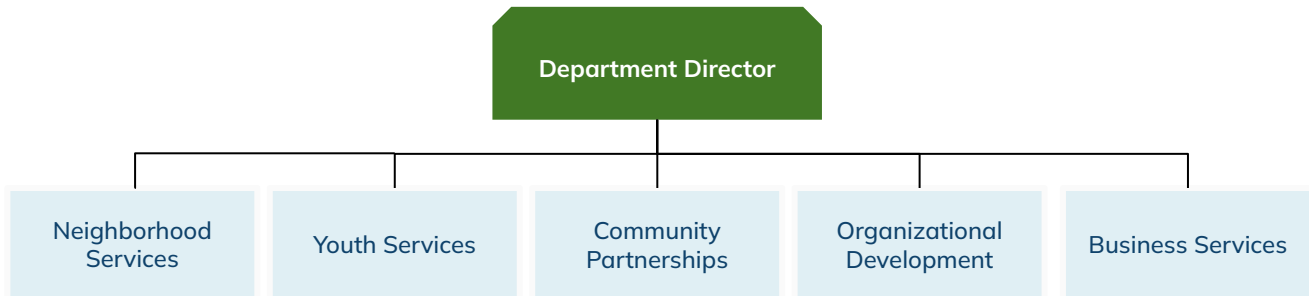 Department Director
Neighborhood
Services
Youth Services
Community
Partnerships
Organizational
Development
Business Services